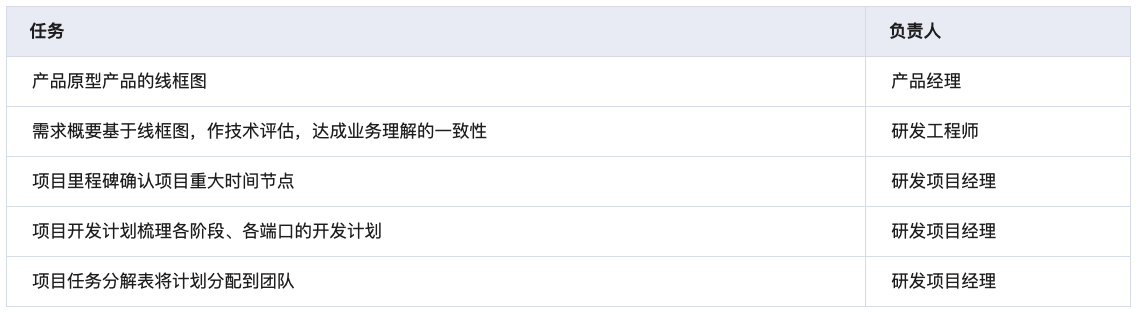 任务 负责人
产品原型产品的线框图 产品经理
需求概要基于线框图，作技术评估，达成业务理解的一致性 研发工程师
项目里程碑确认项目重大时间节点 研发项目经理
项目开发计划梳理各阶段、各端口的开发计划 研发项目经理
项目任务分解表将计划分配到团队 研发项目经理